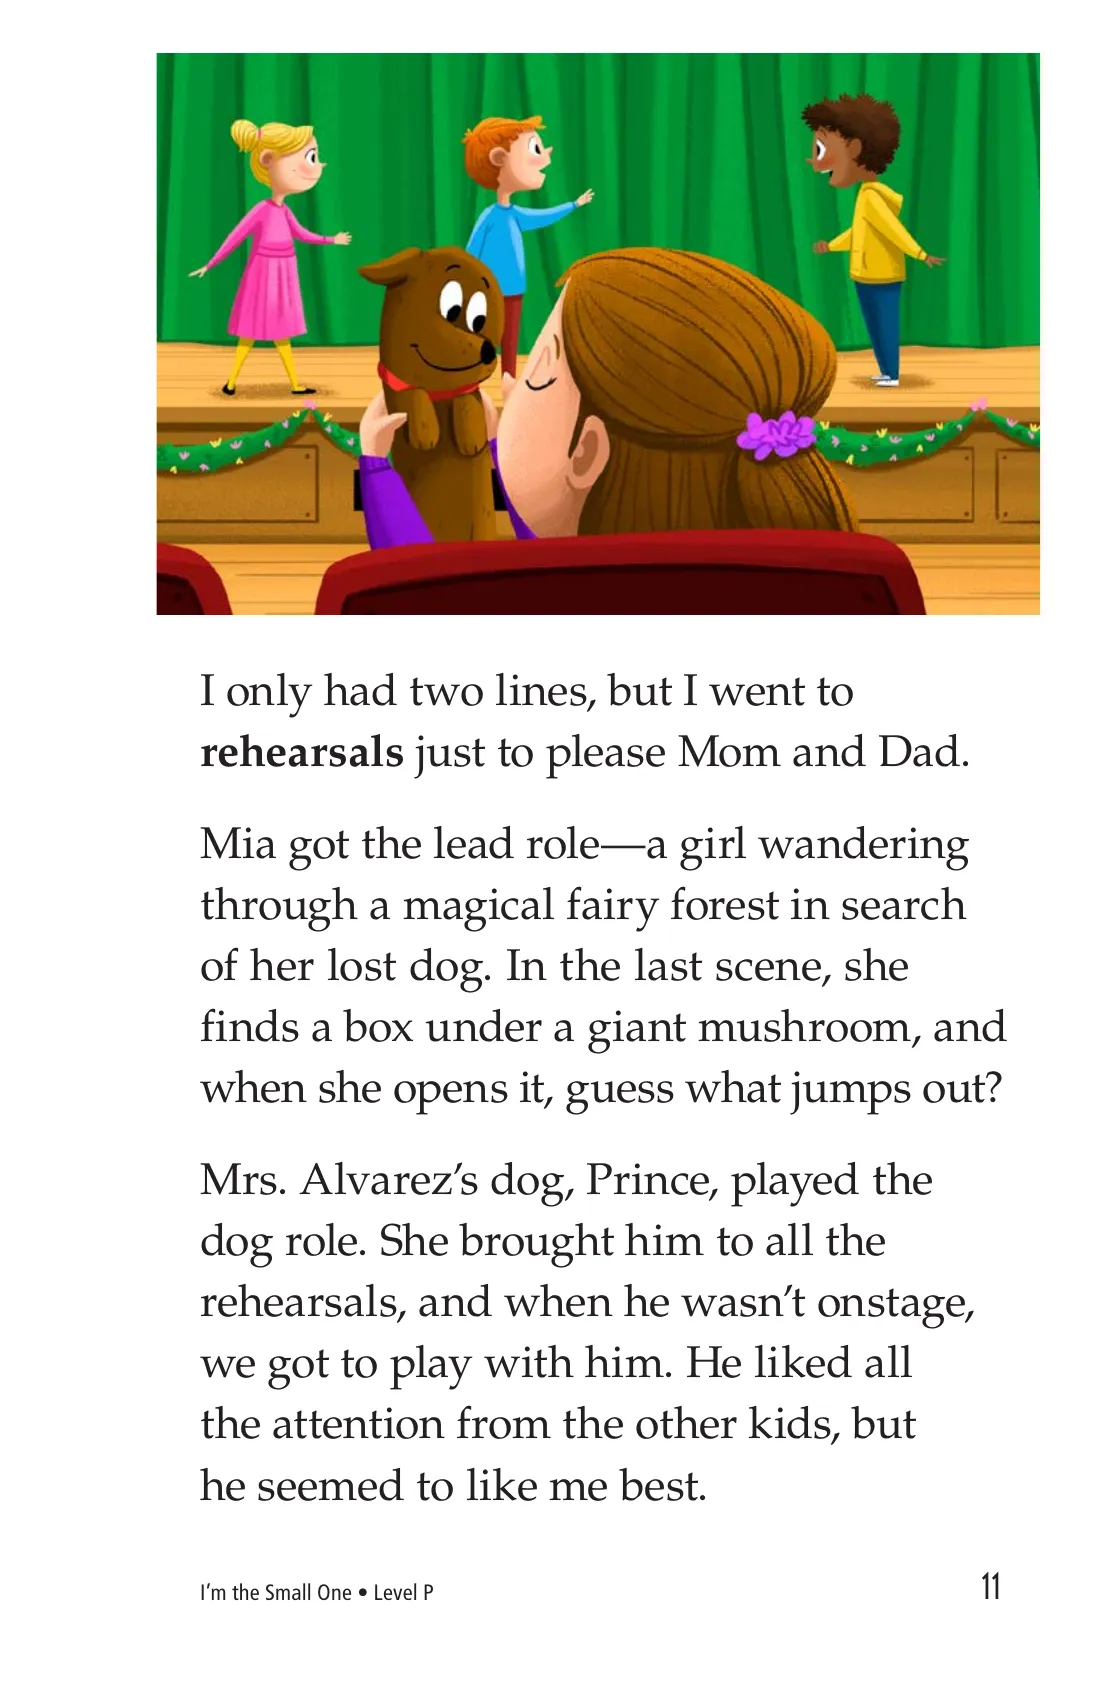 I only had two lines, but I went to
rehearsals just to please Mom and Dad.
Mia got the lead role—a girl wandering
through a magical fairy forest in search
of her lost dog. In the last scene, she
finds a box under a giant mushroom, and
when she opens it, guess what jumps out?
Mrs. Alvarez’s dog, Prince, played the
dog role. She brought him to all the
rehearsals, and when he wasn’t onstage,
we got to play with him. He liked all
the attention from the other kids, but
he seemed to like me best.
I’m the Small One • Level P
11